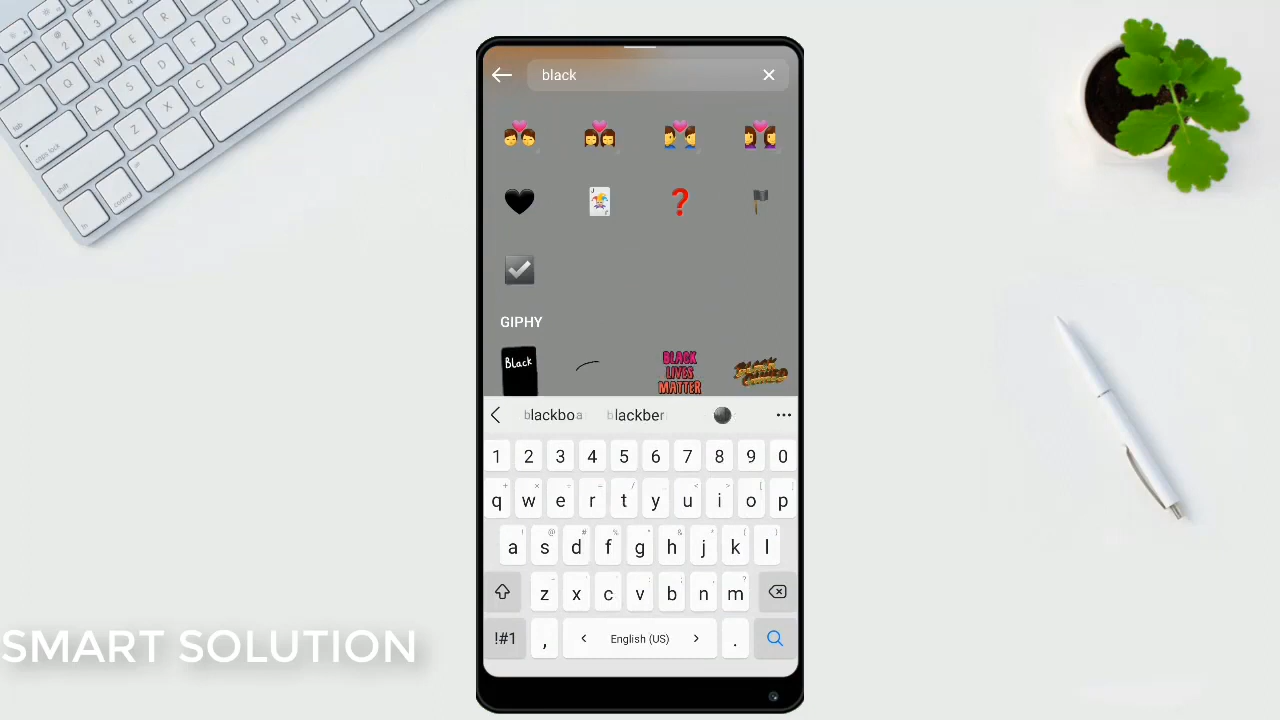 black
GIPHY
Black
BLACK
LIVES
MATTER
blackboa blackber ...
1 2 3 4 5 6 7 8 9 0
q w e r t y u i o p
a s d f g h j k l
z x c v b n m
!#1 , < English (US) > .
SMART SOLUTION